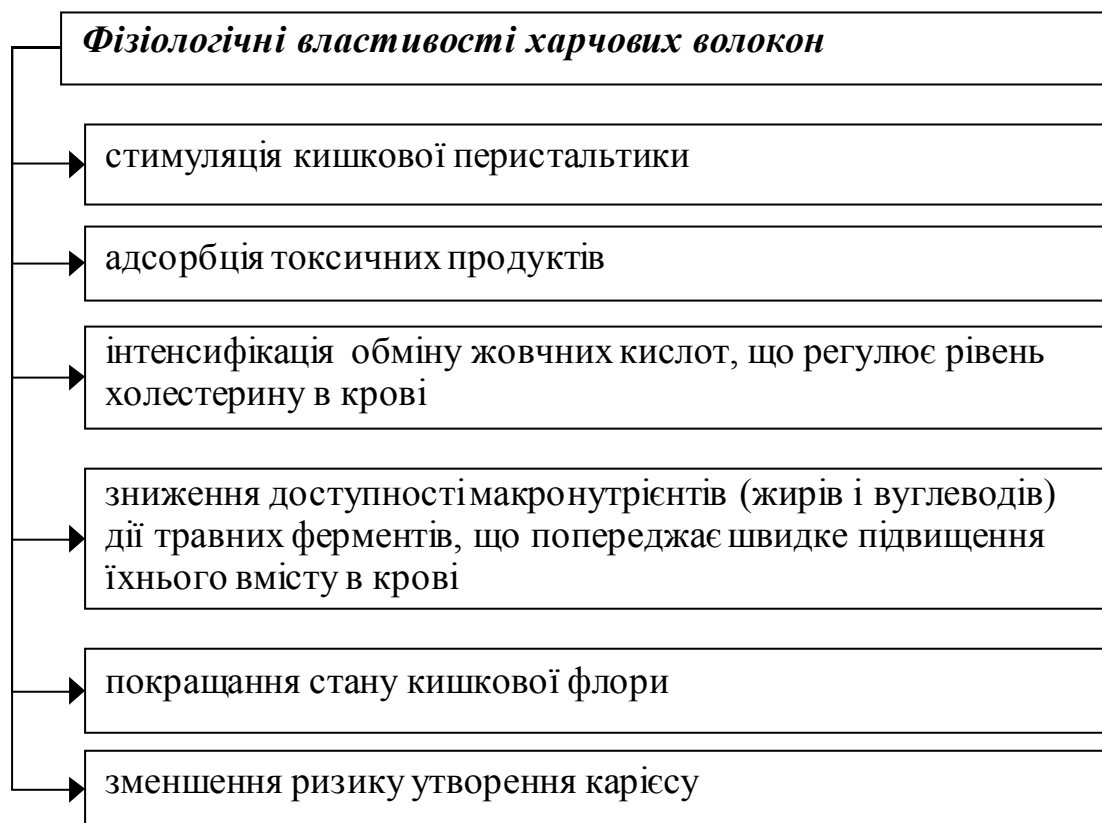 Фізіологічні властивості харчових волокон
стимуляція кишкової перистальтики
адсорбція токсичних продуктів
інтенсифікація обміну жовчних кислот, що регулює рівень
холестерину в крові
зниження доступності макронутрієнтів (жирів і вуглеводів)
дії травних ферментів, що попереджає швидке підвищення
їхнього вмісту в крові
покращання стану кишкової флори
зменшення ризику утворення карієсу